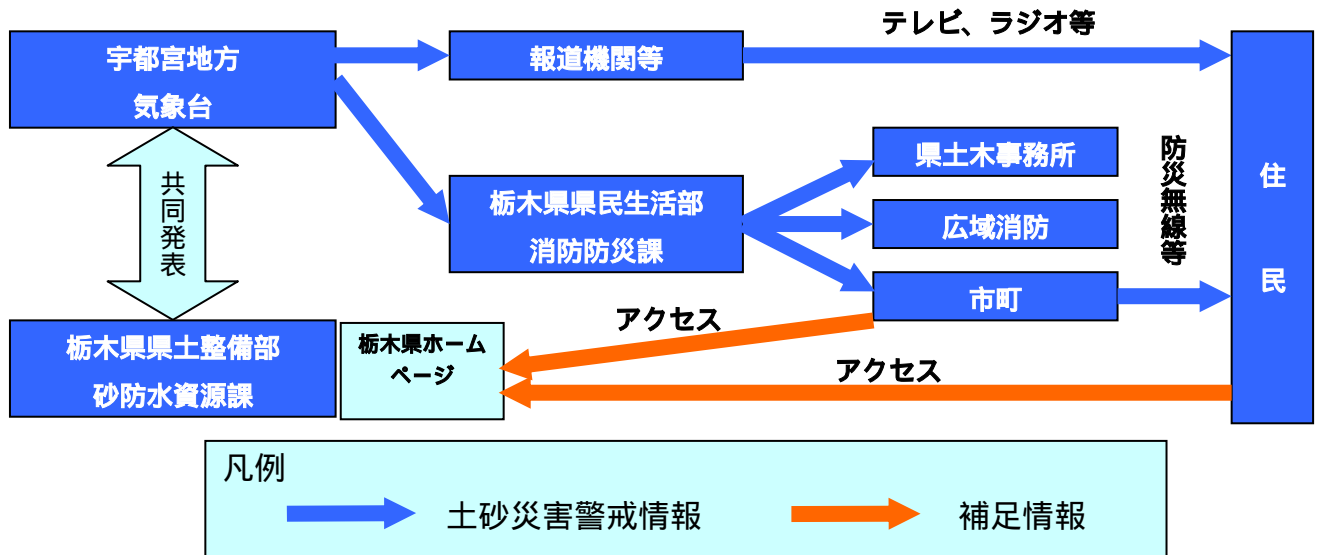 テレビ、ラジオ等
宇都宮地方
気象台
報道機関等
共同発表
栃木県県民生活部
消防防災課
県土木事務所
広域消防
市町
防災無線等
住民
アクセス
アクセス
栃木県県土整備部
砂防水資源課
栃木県ホーム
ページ
凡例
土砂災害警戒情報
補足情報